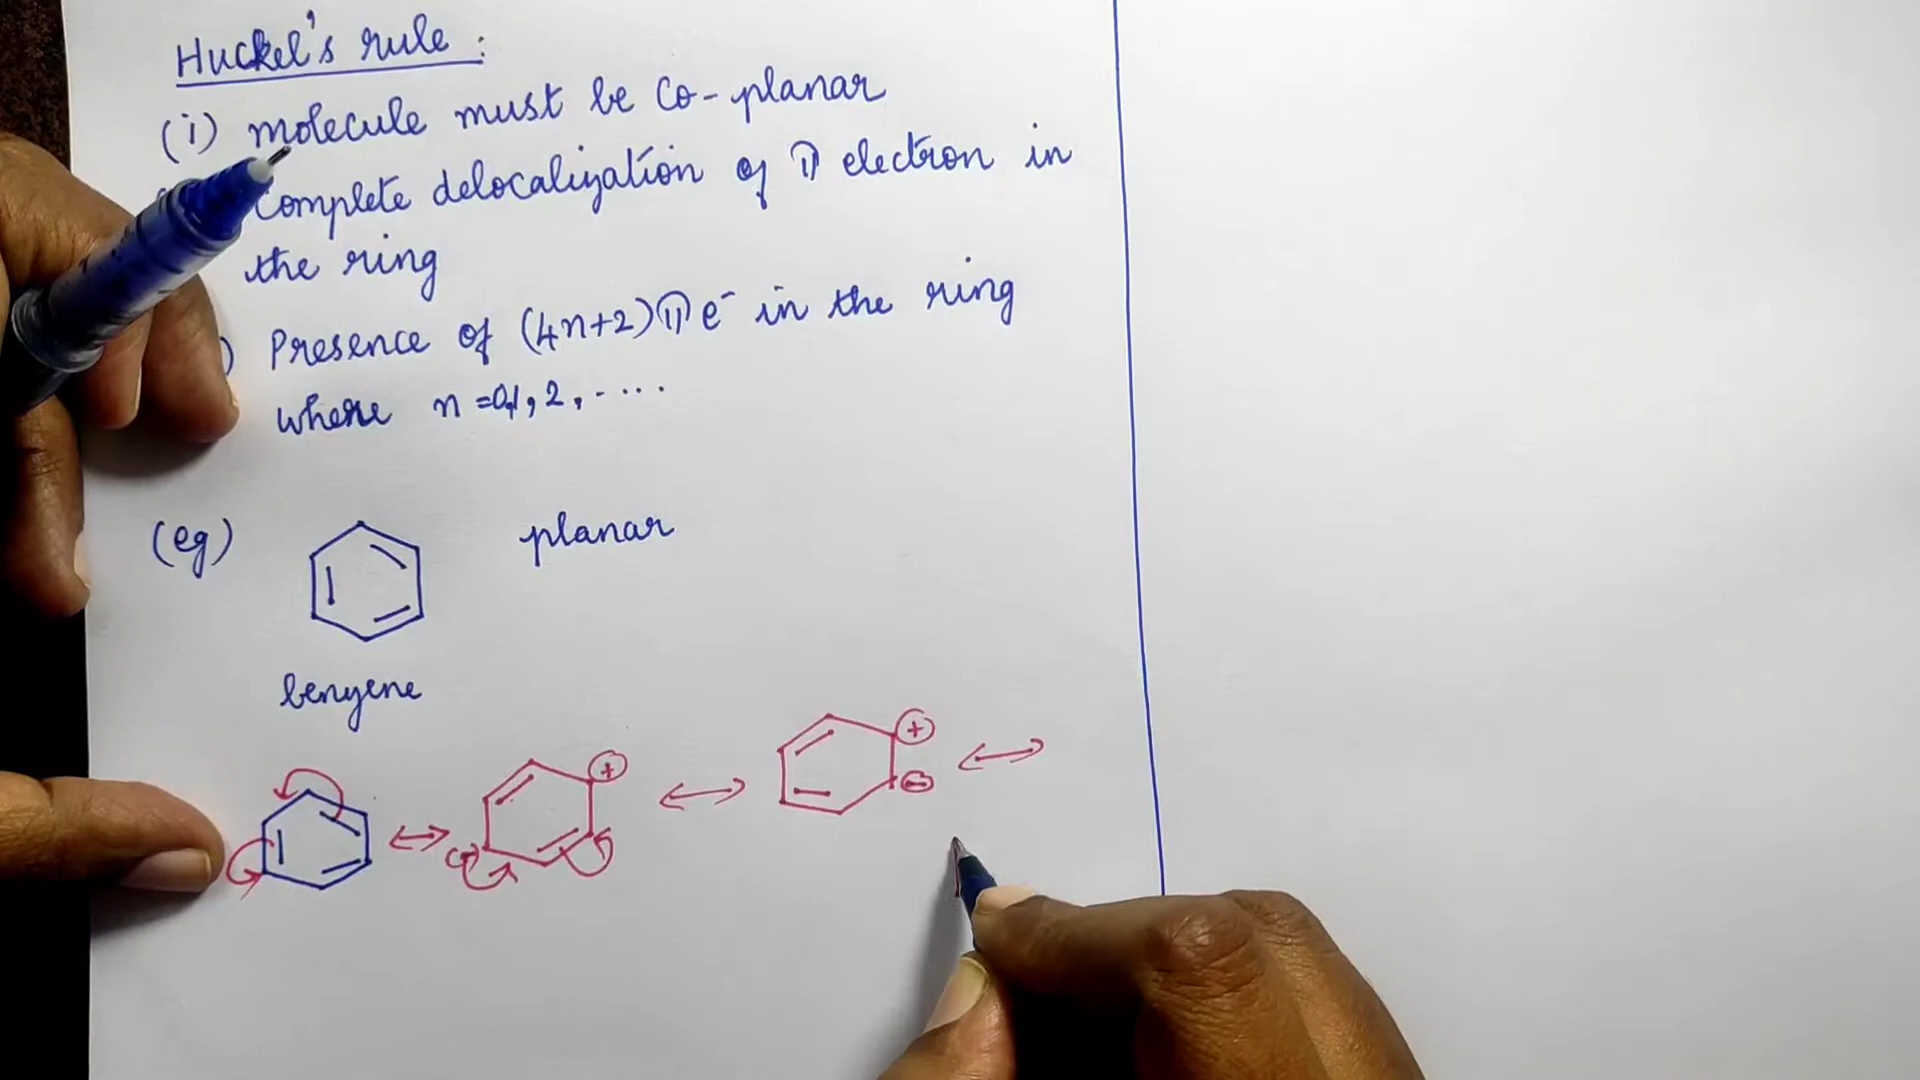 Huckel's rule :
(i) molecule must be co-planar
Complete delocalization of π electron in
the ring
) Presence of (4n+2)π e⁻ in the ring
where n =0,1,2, - ....
(eg) planar
benzene
+ +
(-) -